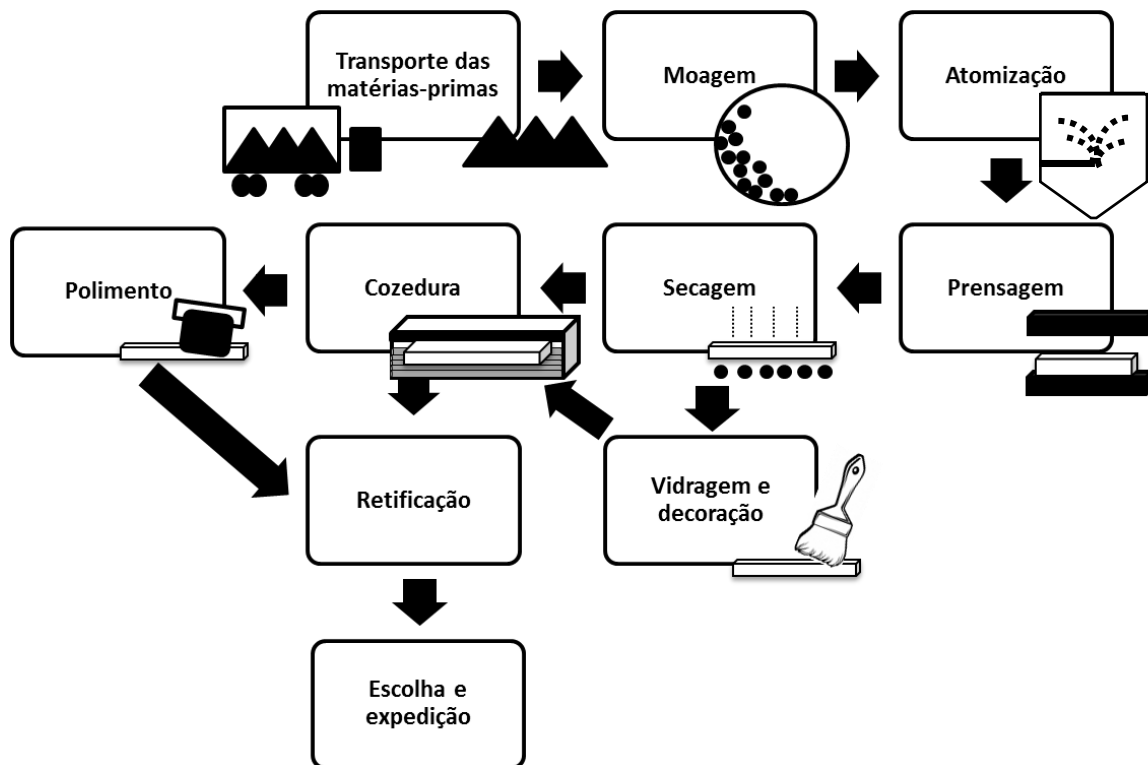 Transporte das
matérias-primas
Moagem
Atomização
Polimento
Cozedura
Secagem
Prensagem
Retificação
Vidragem e
decoração
Escolha e
expedição